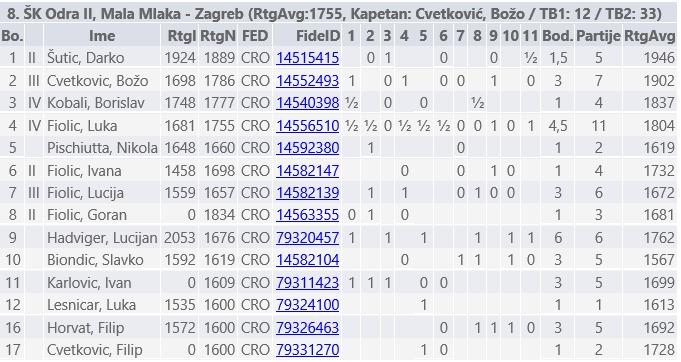 8. ŠK Odra II, Mala Mlaka - Zagreb (RtgAvg:1755, Kapetan: Cvetković, Božo / TB1: 12 / TB2: 33)
Bo. Ime RtgI RtgN FED FideID 1 2 3 4 5 6 7 8 9 10 11 Bod. Partije RtgAvg
1 II Šutic, Darko 1924 1889 CRO 14515415 0 1 0 0 ½ 1,5 5 1946
2 III Cvetkovic, Božo 1698 1786 CRO 14552493 1 0 1 0 0 1 0 3 7 1902
3 IV Kobali, Borislav 1748 1777 CRO 14540398 ½ 0 0 ½ 1 4 1837
4 IV Fiolic, Luka 1681 1755 CRO 14556510 ½ ½ 0 ½ ½ ½ 0 0 1 0 1 4,5 11 1804
5 Pischiutta, Nikola 1648 1660 CRO 14592380 1 0 1 2 1619
6 II Fiolic, Ivana 1458 1698 CRO 14582147 0 0 1 0 1 4 1732
7 III Fiolic, Lucija 1559 1657 CRO 14582139 1 1 0 1 0 0 3 6 1672
8 II Fiolic, Goran 0 1834 CRO 14563355 0 1 0 1 3 1681
9 Hadviger, Lucijan 2053 1676 CRO 79320457 1 1 1 1 1 1 6 6 1762
10 Biondic, Slavko 1592 1619 CRO 14582104 0 1 1 1 0 3 5 1567
11 Karlovic, Ivan 0 1609 CRO 79311423 1 1 1 0 0 3 5 1699
12 Lesnicar, Luka 1535 1600 CRO 79324100 1 1 1 1613
16 Horvat, Filip 1572 1600 CRO 79326463 0 1 1 1 0 3 5 1692
17 Cvetkovic, Filip 0 1600 CRO 79331270 1 0 1 2 1728